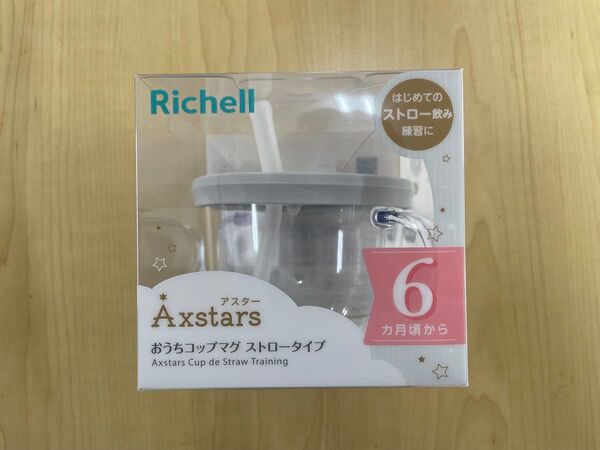 Richell
はじめての
ストロー飲み
練習に
アスター
Axstars
おうちコップマグ ストロータイプ
Axstars Cup de Straw Training
6
カ月頃から